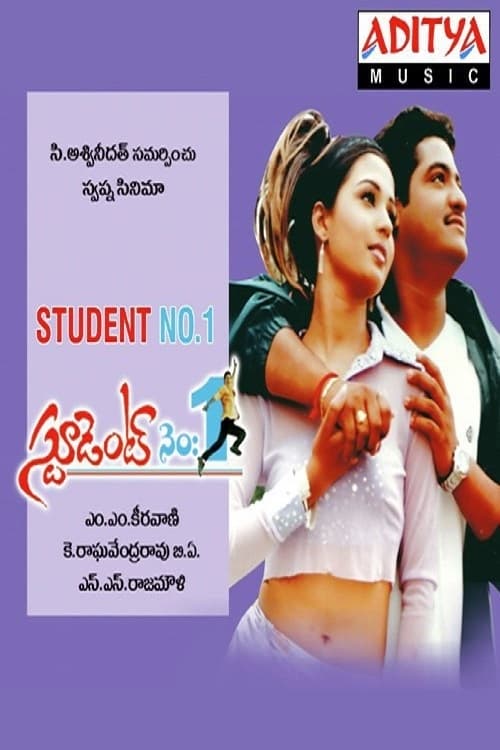 ADITYA
MUSIC
సి.అశ్వినీదత్ సమర్పించు
స్వప్న సినిమా
STUDENT NO.1
స్టూడెంట్ నెం: 1
ఎం.ఎం.కీరవాణి
కె.రాఘవేంద్రరావు బి.ఏ.
ఎస్.ఎస్.రాజమౌళి